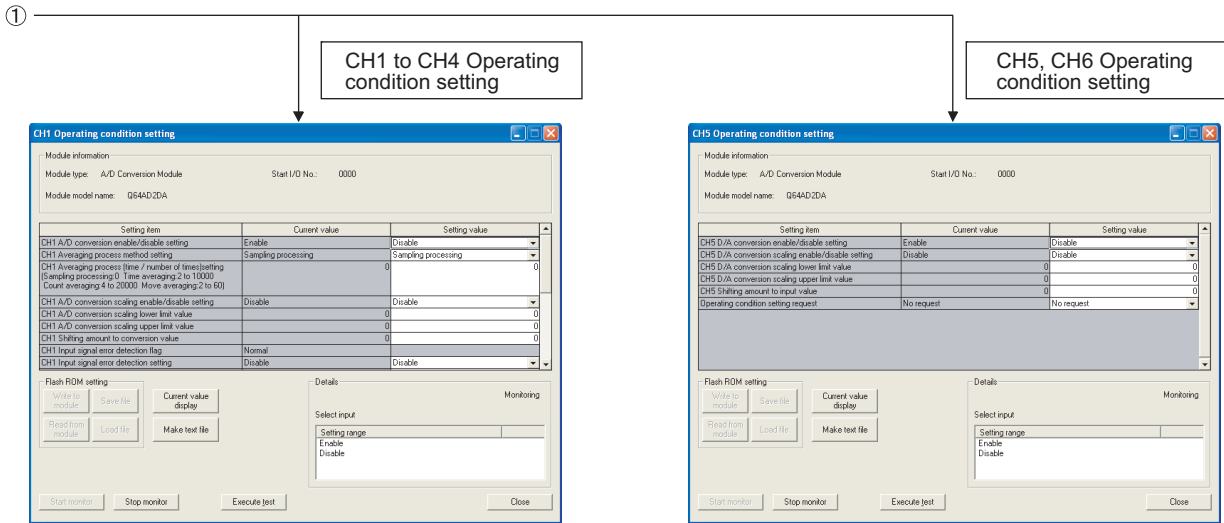 ①
CH1 to CH4 Operating
condition setting
CH5, CH6 Operating
condition setting
CH1 Operating condition setting
Module information
Module type: A/D Conversion Module Start I/O No.: 0000
Module model name: Q64AD2DA
Setting item Current value Setting value
CH1 A/D conversion enable/disable setting Enable Disable
CH1 Averaging process method setting Sampling processing Sampling processing
CH1 Averaging process (time / number of times)setting 0 0
(Sampling processing:0 Time averaging:2 to 10000
Count averaging:4 to 20000 Move averaging:2 to 60)
CH1 A/D conversion scaling enable/disable setting Disable Disable
CH1 A/D conversion scaling lower limit value 0 0
CH1 A/D conversion scaling upper limit value 0 0
CH1 Shifting amount to conversion value 0 0
CH1 Input signal error detection flag Normal
CH1 Input signal error detection setting Disable Disable
Flash ROM setting
Write to
module
Save file
Current value
display
Read from
module
Load file
Make text file
Details
Monitoring
Select input
Setting range
Enable
Disable
Start monitor Stop monitor Execute test Close
CH5 Operating condition setting
Module information
Module type: A/D Conversion Module Start I/O No.: 0000
Module model name: Q64AD2DA
Setting item Current value Setting value
CH5 D/A conversion enable/disable setting Enable Disable
CH5 D/A conversion scaling enable/disable setting Disable Disable
CH5 D/A conversion scaling lower limit value 0 0
CH5 D/A conversion scaling upper limit value 0 0
CH5 Shifting amount to input value 0 0
Operating condition setting request No request No request
Flash ROM setting
Write to
module
Save file
Current value
display
Read from
module
Load file
Make text file
Details
Monitoring
Select input
Setting range
Enable
Disable
Start monitor Stop monitor Execute test Close